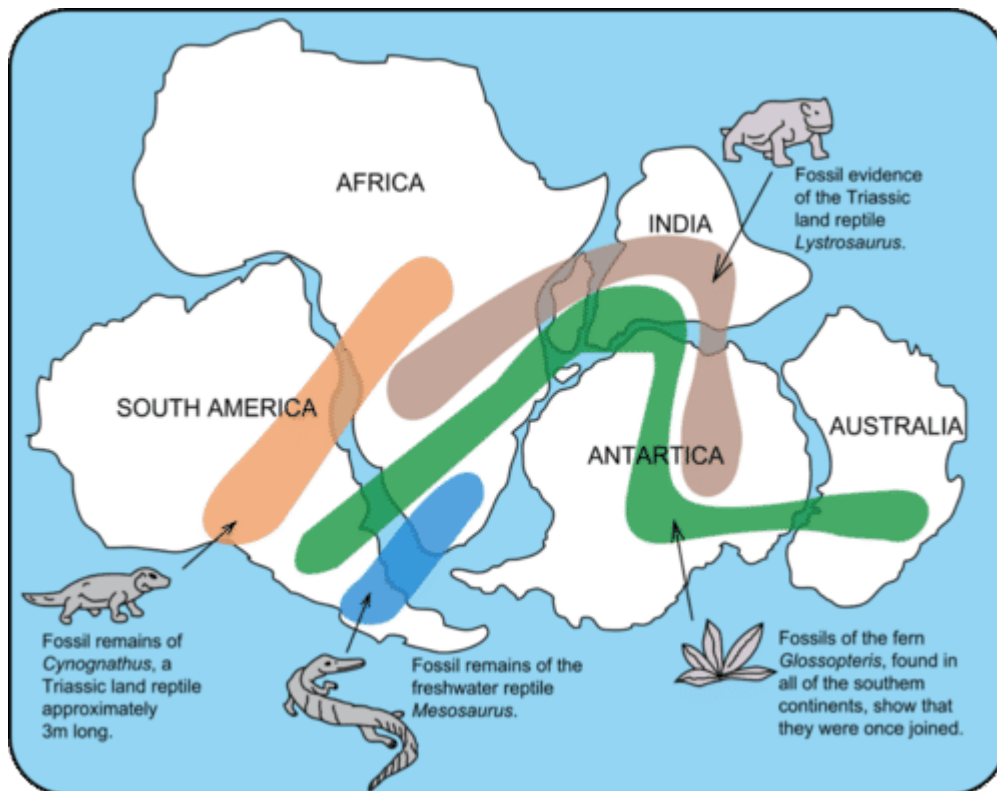 AFRICA
INDIA
Fossil evidence
of the Triassic
land reptile
Lystrosaurus.
SOUTH AMERICA
ANTARTICA
AUSTRALIA
Fossil remains of
Cynognathus, a
Triassic land reptile
approximately
3m long.
Fossil remains of the
freshwater reptile
Mesosaurus.
Fossils of the fern
Glossopteris, found in
all of the southem
continents, show that
they were once joined.